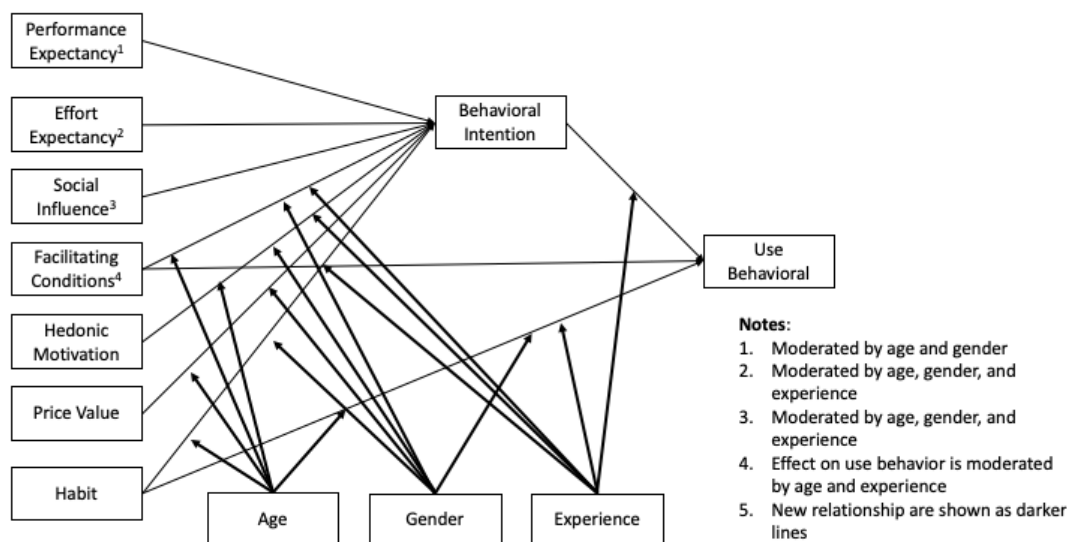 Performance
Expectancy¹
Effort
Expectancy²
Social
Influence³
Facilitating
Conditions⁴
Hedonic
Motivation
Price Value
Habit
Behavioral
Intention
Use
Behavioral
Age
Gender
Experience
Notes:
1. Moderated by age and gender
2. Moderated by age, gender, and
experience
3. Moderated by age, gender, and
experience
4. Effect on use behavior is moderated
by age and experience
5. New relationship are shown as darker
lines